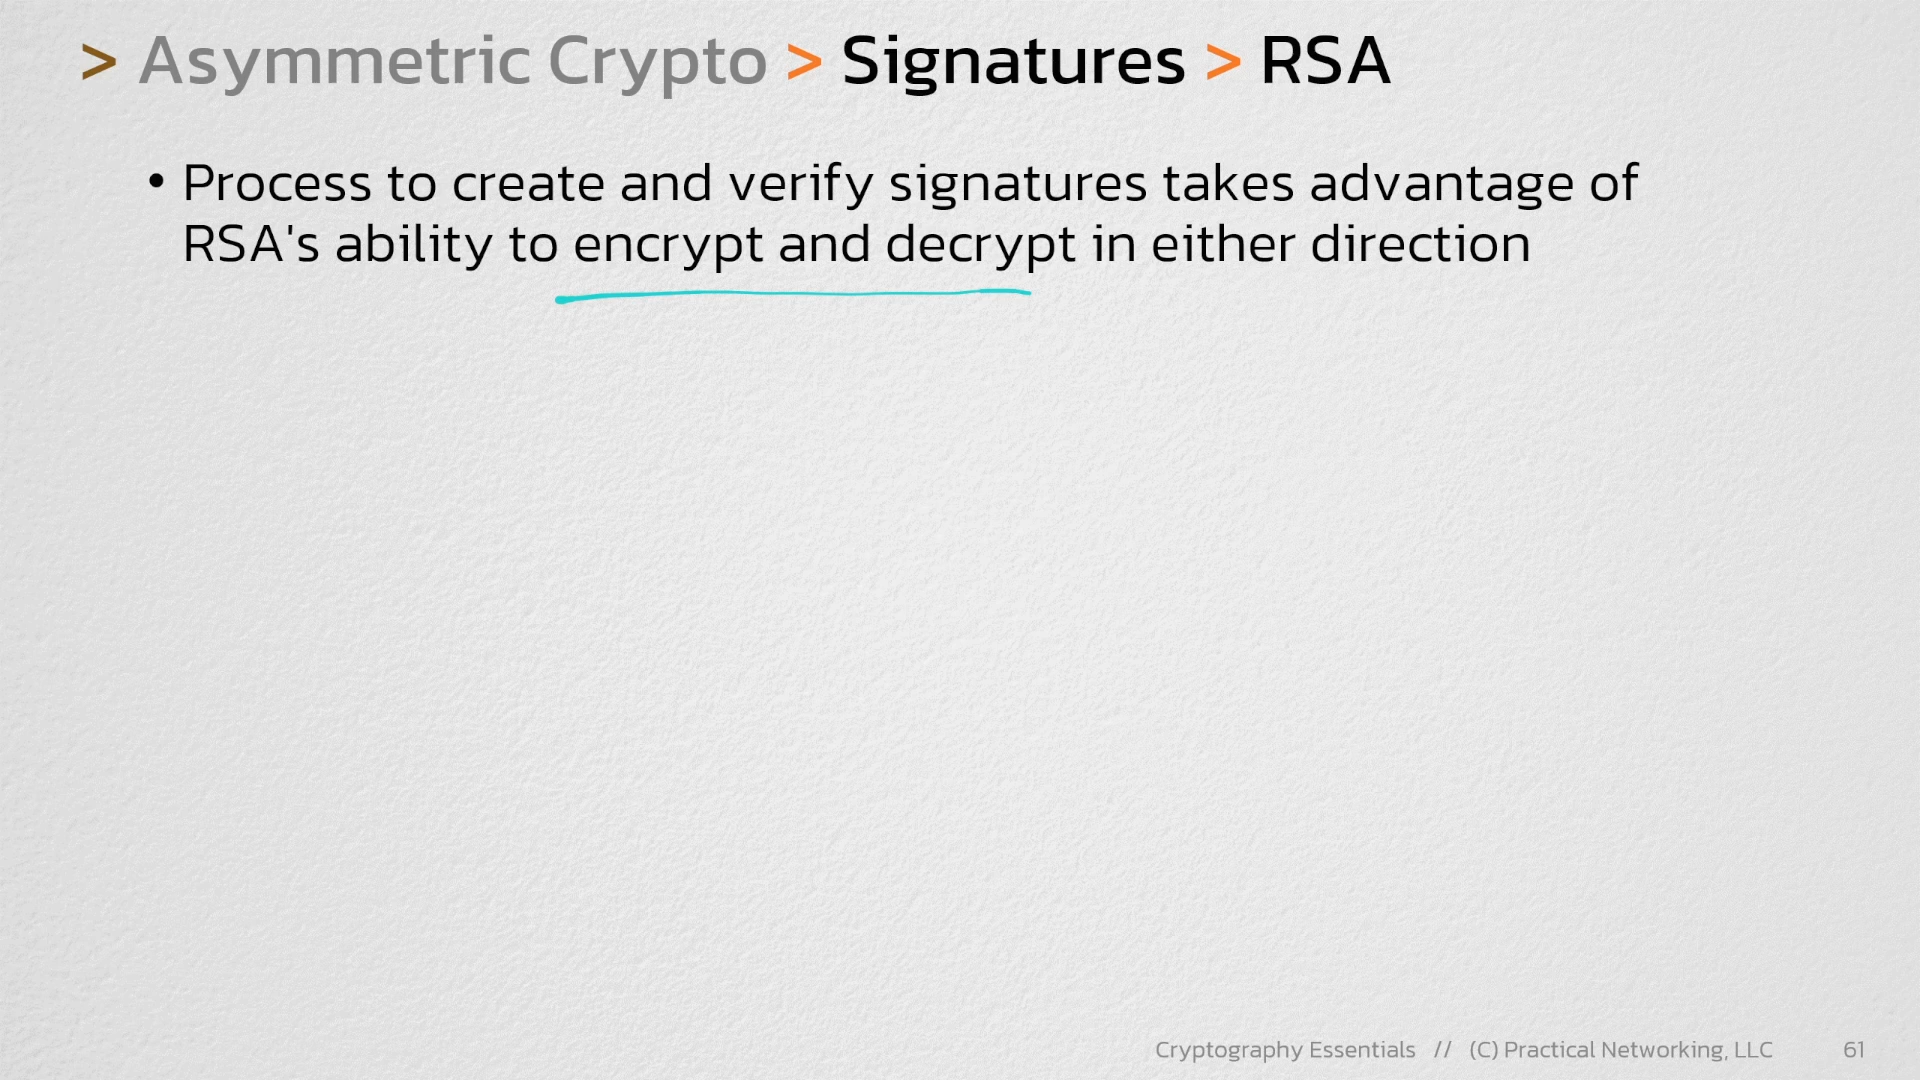 > Asymmetric Crypto > Signatures > RSA
• Process to create and verify signatures takes advantage of
RSA's ability to encrypt and decrypt in either direction
Cryptography Essentials // (C) Practical Networking, LLC 61